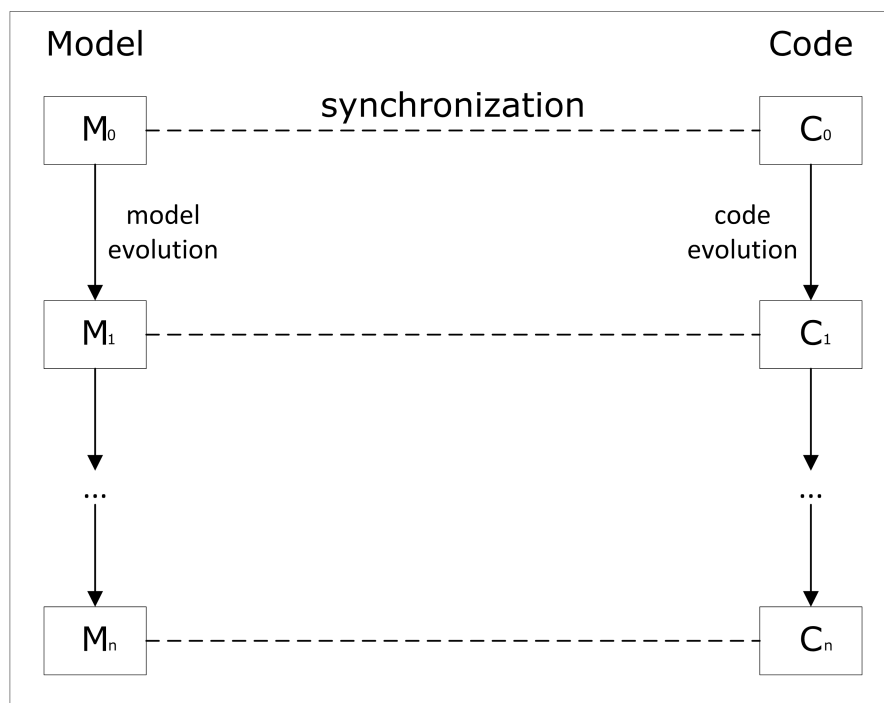 Model
Code
synchronization
M₀
C₀
model
evolution
code
evolution
M₁
C₁
...
...
Mₙ
Cₙ